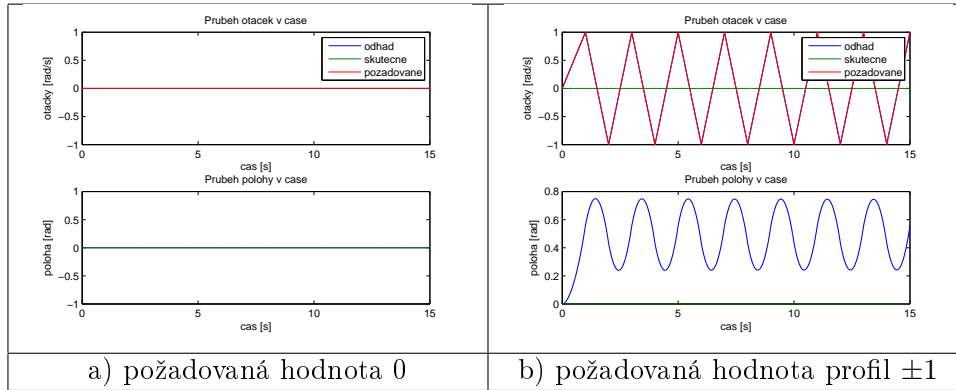 Prubeh otacek v case
otacky [rad/s]
1
0.5
0
−0.5
−1
odhad
skutecne
pozadovane
0 5 10 15
cas [s]
Prubeh polohy v case
poloha [rad]
1
0.5
0
−0.5
−1
0 5 10 15
cas [s]
a) požadovaná hodnota 0
Prubeh otacek v case
otacky [rad/s]
1
0.5
0
−0.5
−1
odhad
skutecne
pozadovane
0 5 10 15
cas [s]
Prubeh polohy v case
poloha [rad]
0.8
0.6
0.4
0.2
0
0 5 10 15
cas [s]
b) požadovaná hodnota profil ±1